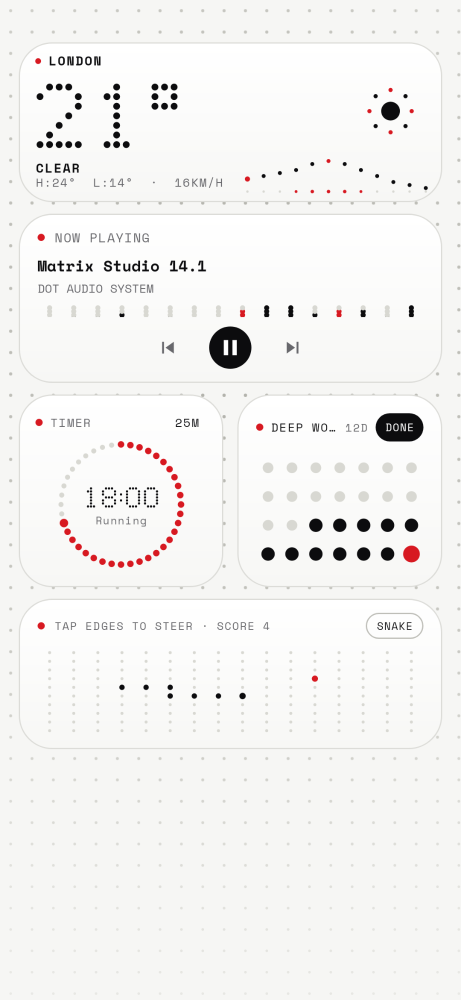 LONDON
21°
CLEAR
H:24° L:14° · 16KM/H
NOW PLAYING
Matrix Studio 14.1
DOT AUDIO SYSTEM
TIMER 25M
18:00
Running
DEEP WO… 12D DONE
TAP EDGES TO STEER · SCORE 4 SNAKE